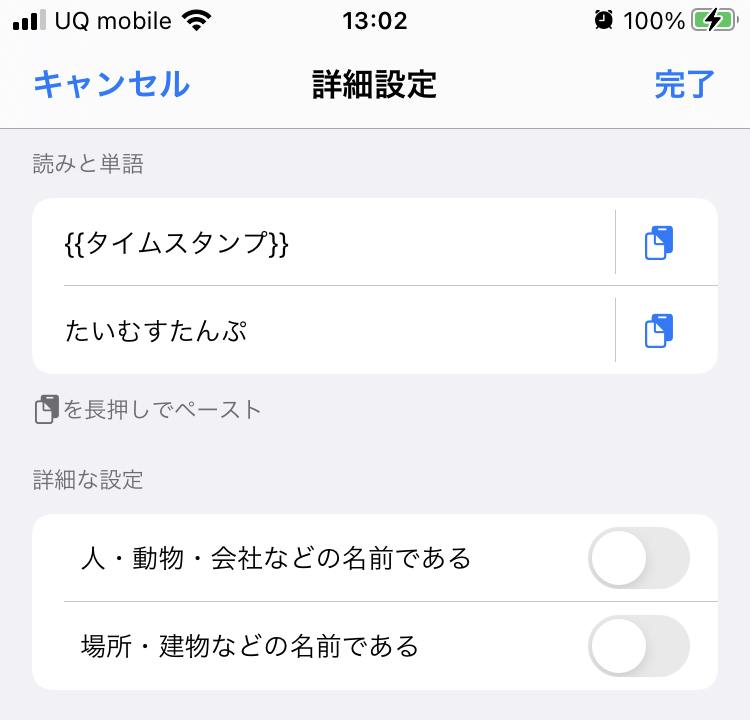 UQ mobile 13:02 100%
キャンセル 詳細設定 完了
読みと単語
{{タイムスタンプ}}
たいむすたんぷ
を長押しでペースト
詳細な設定
人・動物・会社などの名前である
場所・建物などの名前である